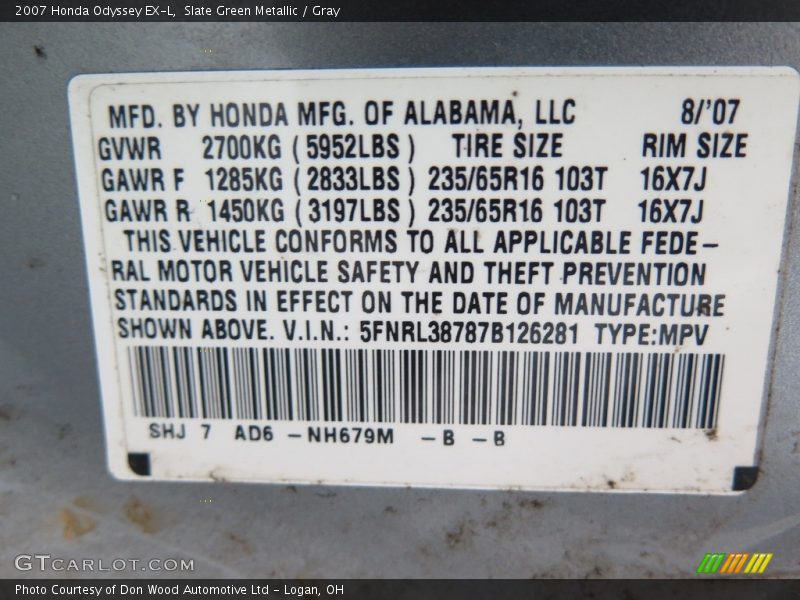 2007 Honda Odyssey EX-L, Slate Green Metallic / Gray
MFD. BY HONDA MFG. OF ALABAMA, LLC 8/'07
GVWR 2700KG (5952LBS) TIRE SIZE RIM SIZE
GAWR F 1285KG (2833LBS) 235/65R16 103T 16X7J
GAWR R 1450KG (3197LBS) 235/65R16 103T 16X7J
THIS VEHICLE CONFORMS TO ALL APPLICABLE FEDE-
RAL MOTOR VEHICLE SAFETY AND THEFT PREVENTION
STANDARDS IN EFFECT ON THE DATE OF MANUFACTURE
SHOWN ABOVE. V.I.N.: 5FNRL38787B126281 TYPE:MPV
SHJ 7 AD6 -NH679M -B -B
GTCARLOT.COM
Photo Courtesy of Don Wood Automotive Ltd - Logan, OH